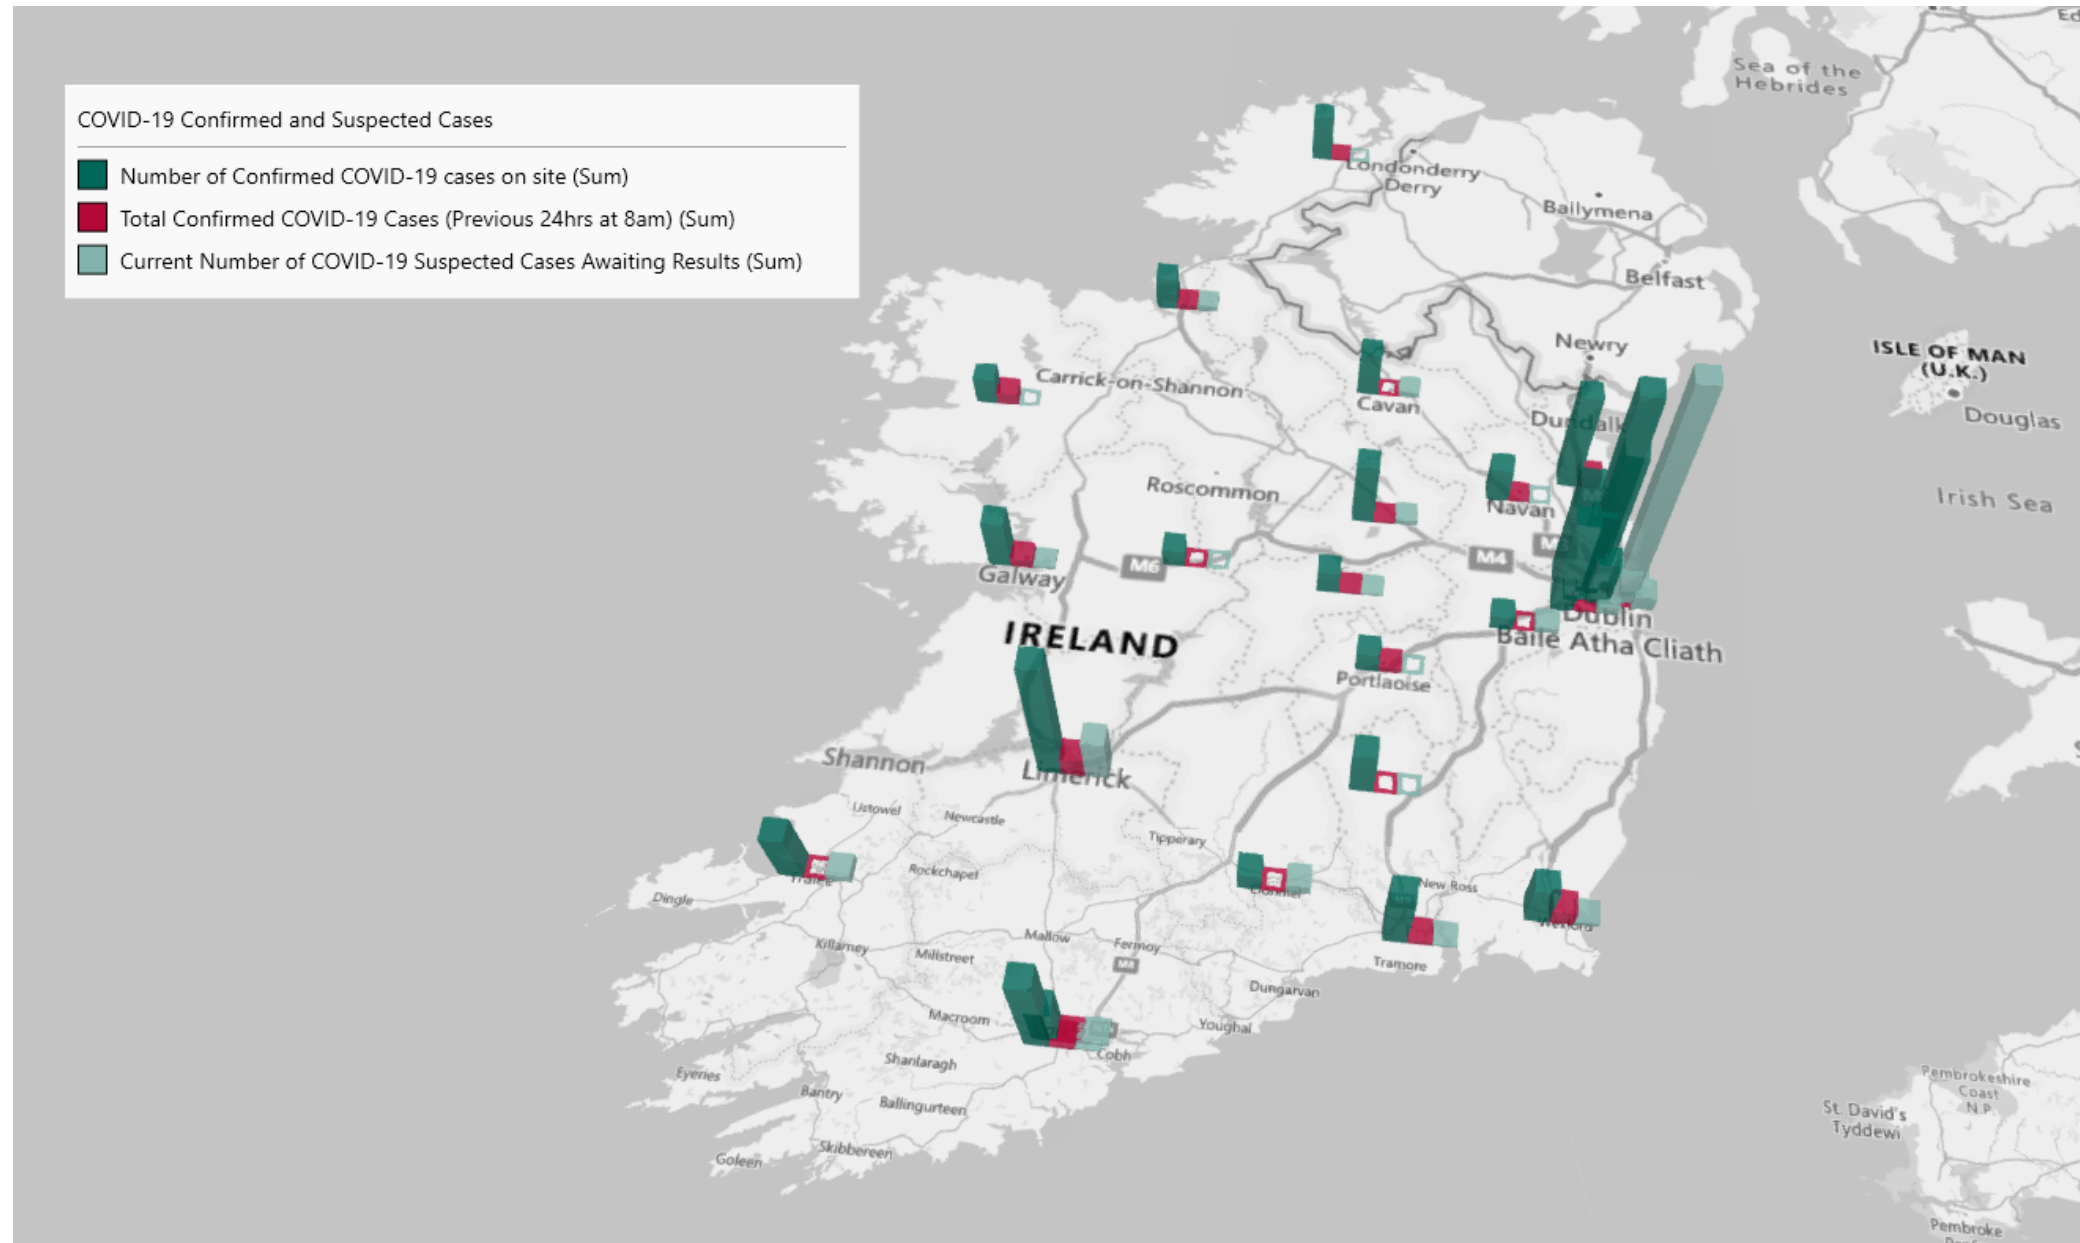 COVID-19 Confirmed and Suspected Cases
Number of Confirmed COVID-19 cases on site (Sum)
Total Confirmed COVID-19 Cases (Previous 24hrs at 8am) (Sum)
Current Number of COVID-19 Suspected Cases Awaiting Results (Sum)
Sea of the
Hebrides
Londonderry
Derry
Ballymena
Belfast
Newry
ISLE OF MAN
(U.K.)
Douglas
Carrick-on-Shannon
Cavan
Dundalk
Irish Sea
Roscommon
Navan
M4
M6
Galway
Dublin
Baile Atha Cliath
IRELAND
Portlaoise
Shannon
Limerick
Listowel
Newcastle
Tipperary
Tralee
Rockchapel
Clonmel
New Ross
Dingle
Wexford
Killarney
Millstreet
Mallow
Fermoy
M8
Tramore
Dungarvan
Macroom
Youghal
Cobh
Shanlaragh
Eyeries
Bantry
Ballingurteen
Skibbereen
Goleen
Pembrokeshire
Coast
N.P.
St. David's
Tyddewi
Pembroke